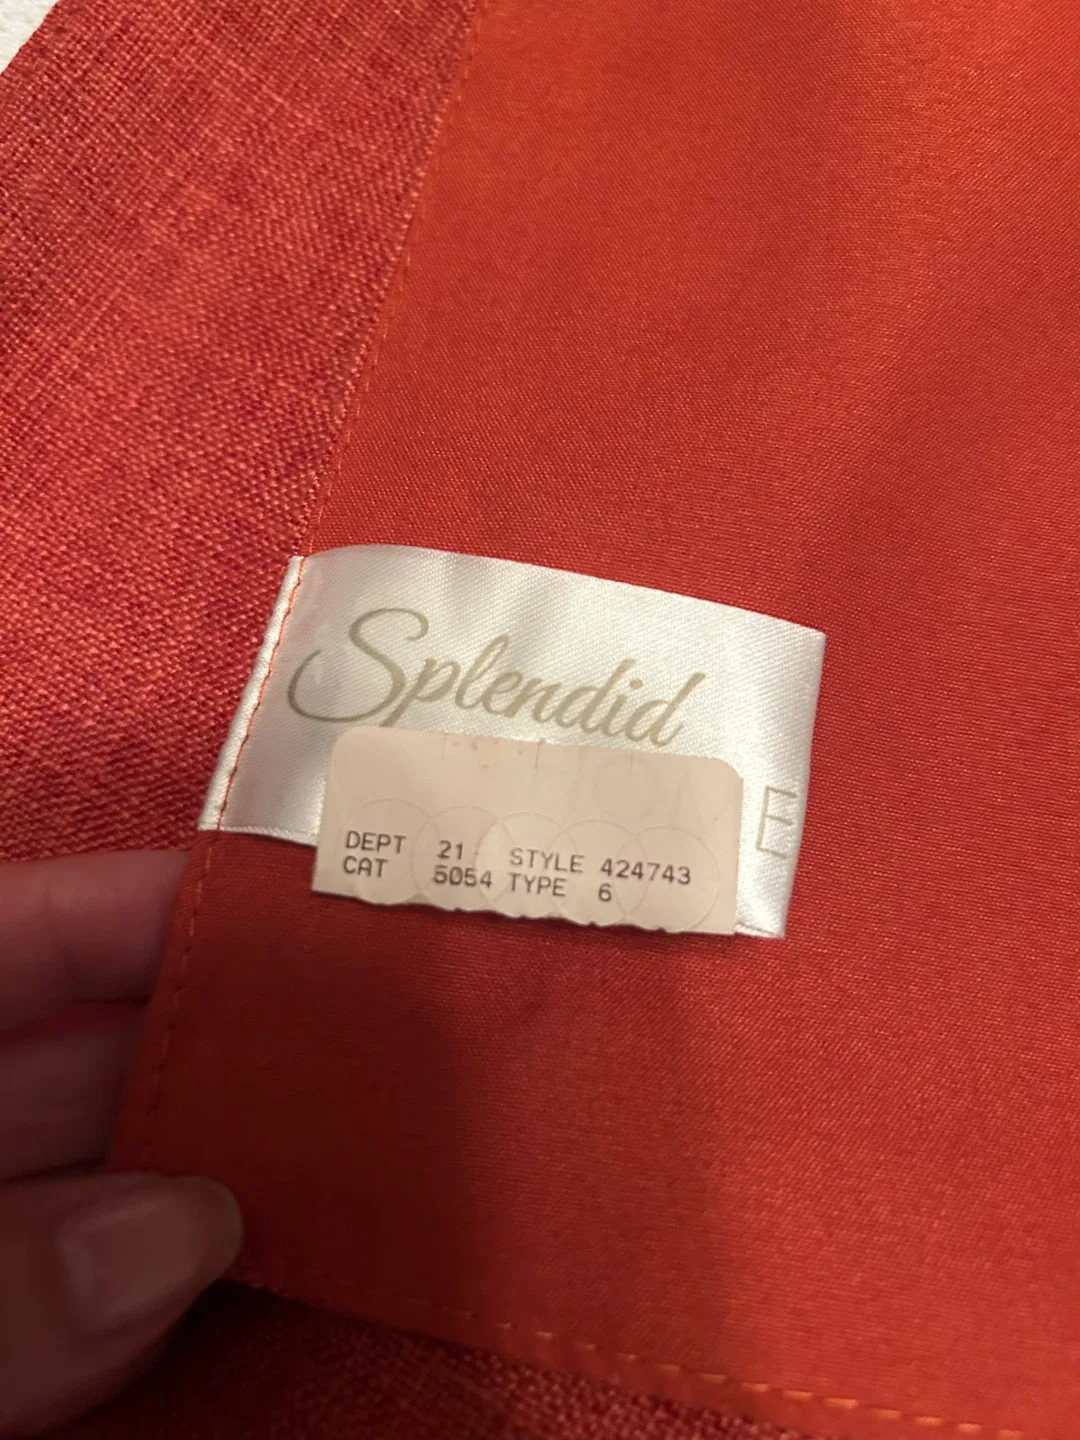 Splendid
E
DEPT 21 STYLE 424743
CAT 5054 TYPE 6